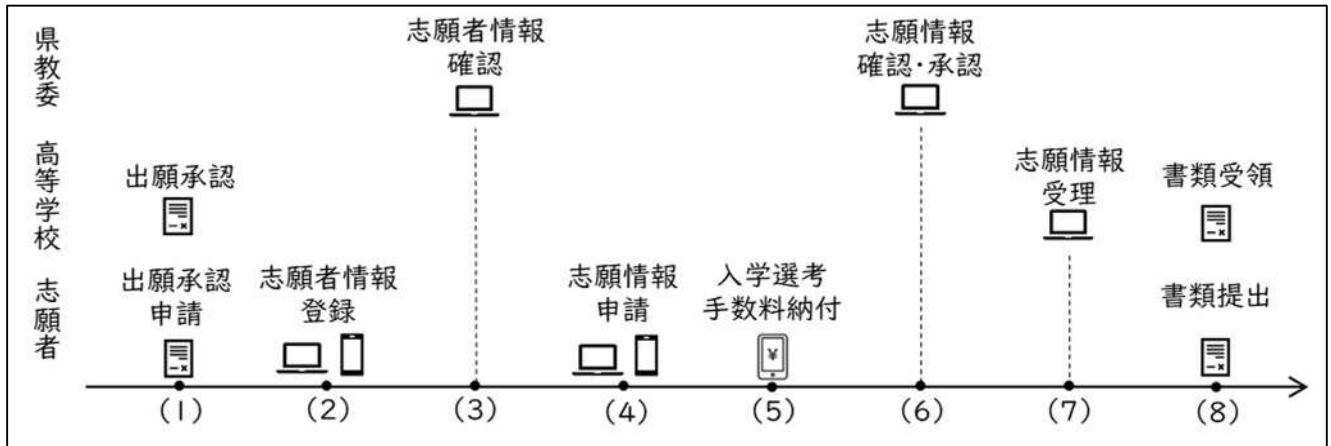 県教委
高等学校
志願者
志願者情報
確認
志願情報
確認・承認
出願承認
志願情報
受理
書類受領
出願承認
申請
志願者情報
登録
志願情報
申請
入学選考
手数料納付
¥
書類提出
(1)
(2)
(3)
(4)
(5)
(6)
(7)
(8)